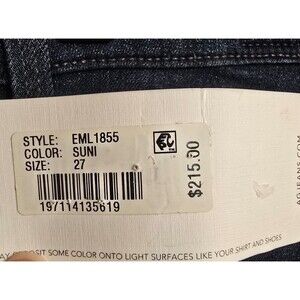 STYLE: EML1855
COLOR: SUNI
SIZE: 27
$215.00
197114135619
AGJEANS.COM
SOME COLOR ONTO LIGHT SURFACES LIKE YOUR SHIRT AND SHOES